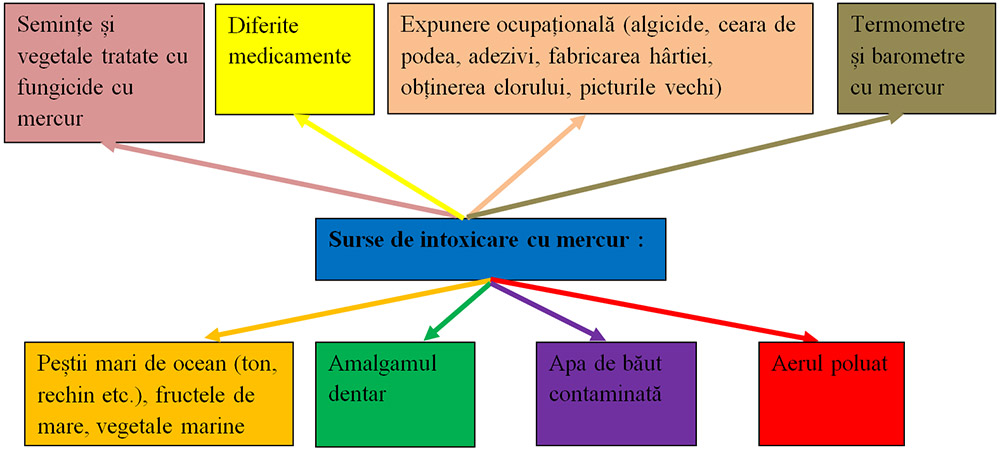 Semințe și
vegetale tratate cu
fungicide cu
mercur
Diferite
medicamente
Expunere ocupațională (algicide, ceara de
podea, adezivi, fabricarea hârtiei,
obținerea clorului, picturile vechi)
Termometre
și barometre
cu mercur
Surse de intoxicare cu mercur :
Peștii mari de ocean (ton,
rechin etc.), fructele de
mare, vegetale marine
Amalgamul
dentar
Apa de băut
contaminată
Aerul poluat